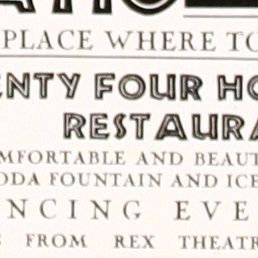 PLACE WHERE TO
ENTY FOUR HO
RESTAURA
MFORTABLE AND BEAUT
ODA FOUNTAIN AND ICE
NCING EVE
FROM REX THEATR